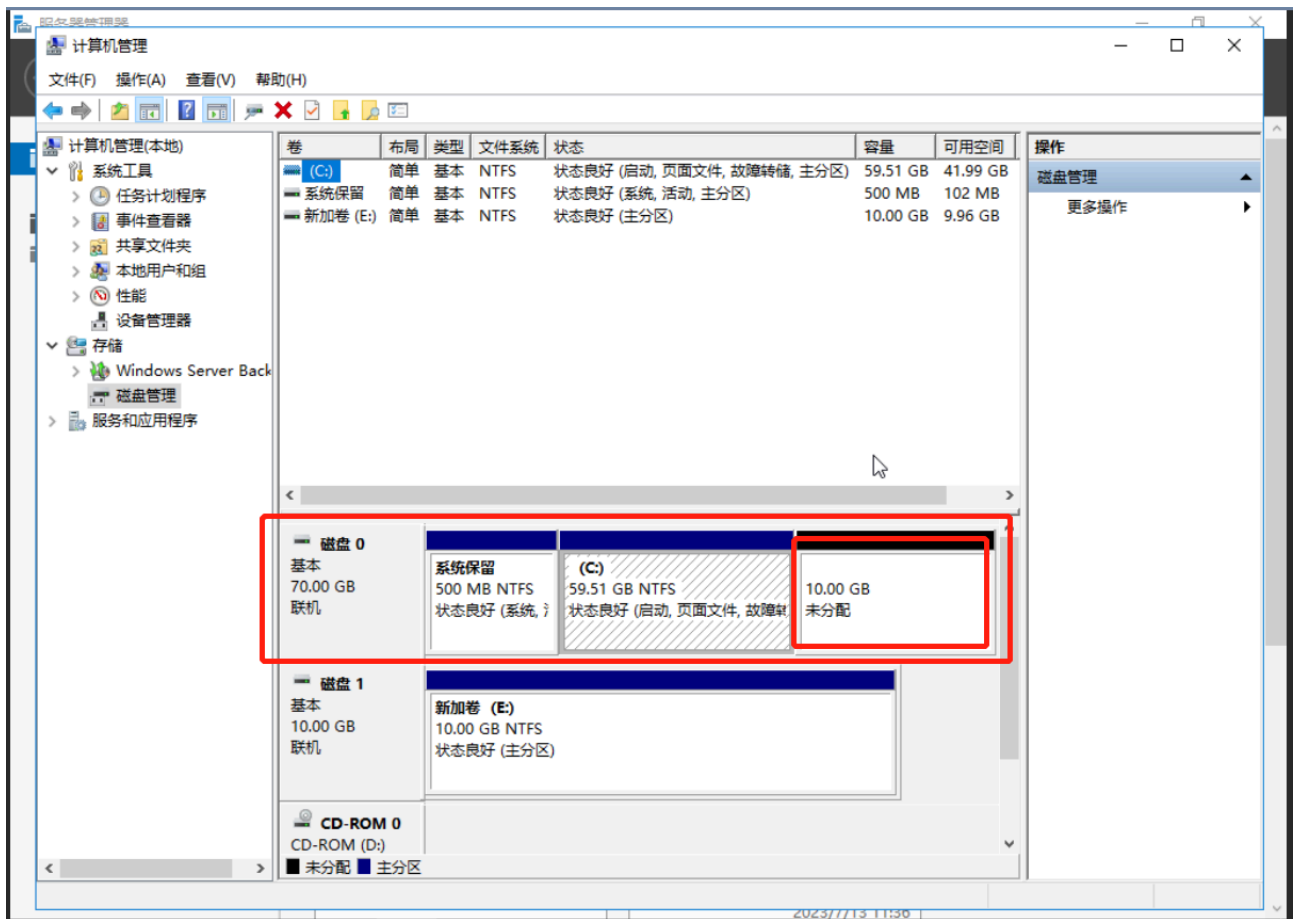 服务器管理器
计算机管理
文件(F) 操作(A) 查看(V) 帮助(H)
计算机管理(本地)
系统工具
任务计划程序
事件查看器
共享文件夹
本地用户和组
性能
设备管理器
存储
Windows Server Back
磁盘管理
服务和应用程序
卷 布局 类型 文件系统 状态 容量 可用空间
(C:) 简单 基本 NTFS 状态良好 (启动, 页面文件, 故障转储, 主分区) 59.51 GB 41.99 GB
系统保留 简单 基本 NTFS 状态良好 (系统, 活动, 主分区) 500 MB 102 MB
新加卷 (E:) 简单 基本 NTFS 状态良好 (主分区) 10.00 GB 9.96 GB
操作
磁盘管理
更多操作
磁盘 0
基本
70.00 GB
联机
系统保留
500 MB NTFS
状态良好 (系统,
(C:)
59.51 GB NTFS
状态良好 (启动, 页面文件, 故障转
10.00 GB
未分配
磁盘 1
基本
10.00 GB
联机
新加卷 (E:)
10.00 GB NTFS
状态良好 (主分区)
CD-ROM 0
CD-ROM (D:)
未分配 主分区
2023/7/13 11:36